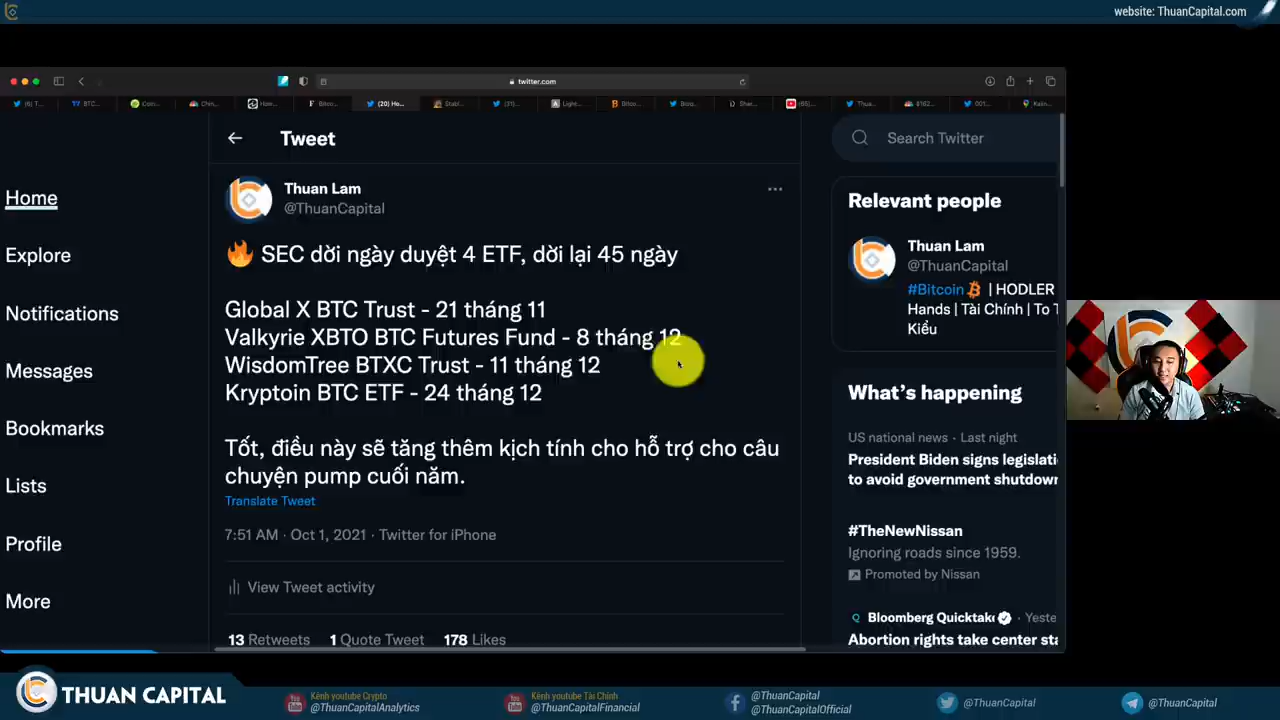 website: ThuanCapital.com
twitter.com
Tweet
Search Twitter
Home
Explore
Notifications
Messages
Bookmarks
Lists
Profile
More
Thuan Lam
@ThuanCapital
🔥 SEC dời ngày duyệt 4 ETF, dời lại 45 ngày
Global X BTC Trust - 21 tháng 11
Valkyrie XBTO BTC Futures Fund - 8 tháng 12
WisdomTree BTXC Trust - 11 tháng 12
Kryptoin BTC ETF - 24 tháng 12
Tốt, điều này sẽ tăng thêm kịch tính cho hỗ trợ cho câu
chuyện pump cuối năm.
Translate Tweet
7:51 AM · Oct 1, 2021 · Twitter for iPhone
View Tweet activity
13 Retweets 1 Quote Tweet 178 Likes
Relevant people
Thuan Lam
@ThuanCapital
#Bitcoin | HODLER
Hands | Tài Chính | To T
Kiểu
What's happening
US national news · Last night
President Biden signs legislati
to avoid government shutdown
#TheNewNissan
Ignoring roads since 1959.
Promoted by Nissan
Bloomberg Quicktake · Yeste
Abortion rights take center sta
THUAN CAPITAL
Kênh youtube Crypto
@ThuanCapitalAnalytics
Kênh youtube Tài Chính
@ThuanCapitalFinancial
@ThuanCapital
@ThuanCapitalOfficial
@ThuanCapital
@ThuanCapital